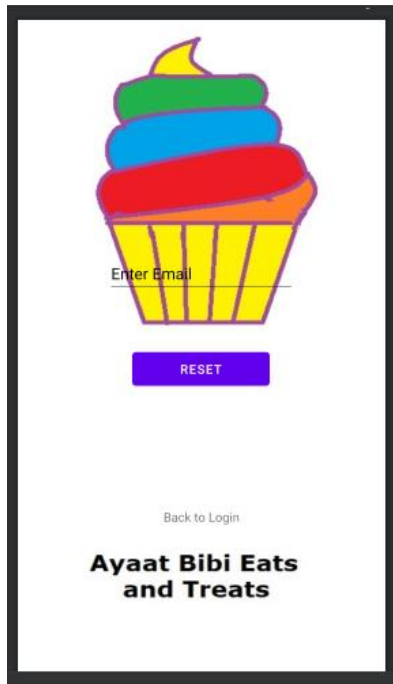 Enter Email
RESET
Back to Login
Ayaat Bibi Eats
and Treats